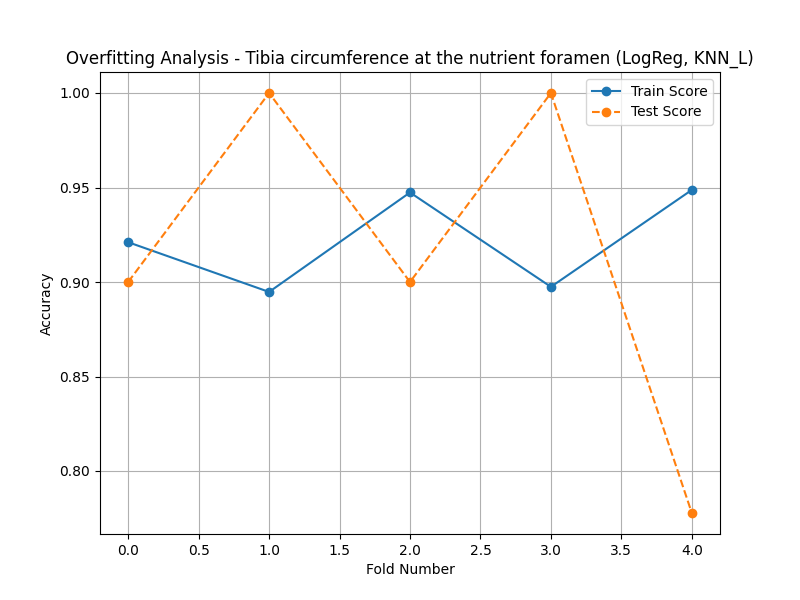 Overfitting Analysis - Tibia circumference at the nutrient foramen (LogReg, KNN_L)
Train Score
Test Score
1.00
0.95
0.90
0.85
0.80
Accuracy
0.0 0.5 1.0 1.5 2.0 2.5 3.0 3.5 4.0
Fold Number